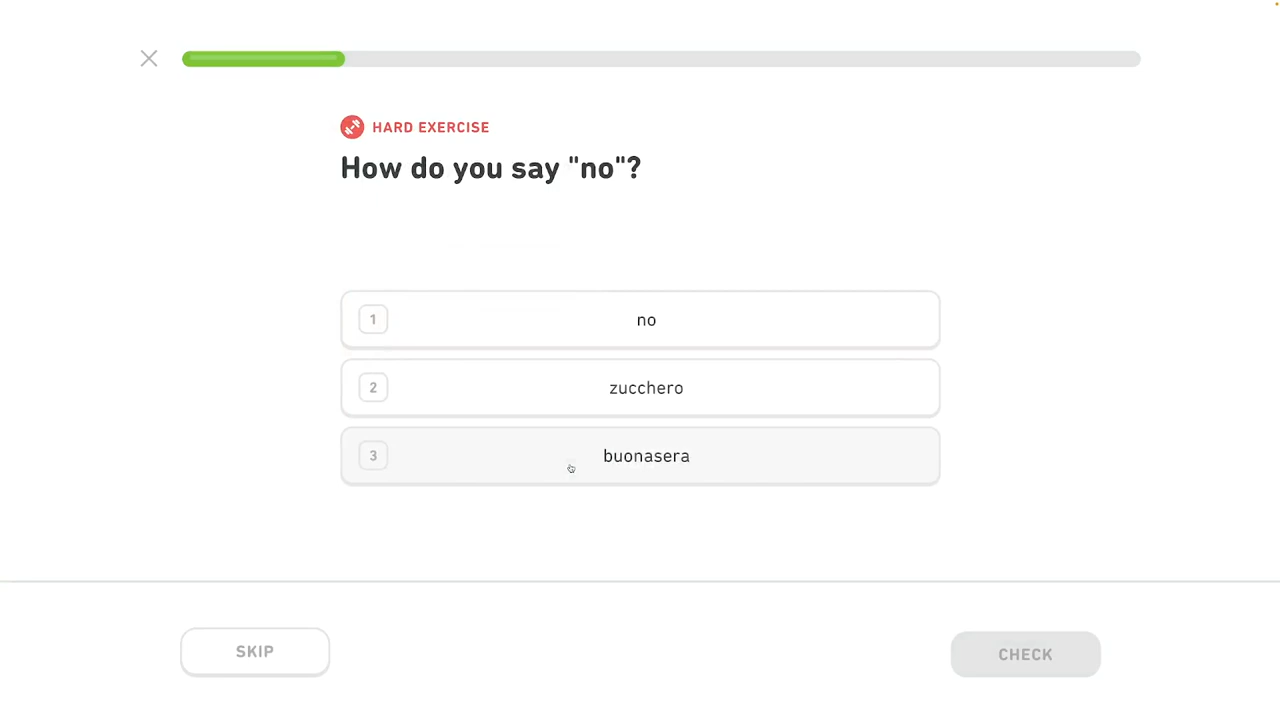 HARD EXERCISE
How do you say "no"?
1 no
2 zucchero
3 buonasera
SKIP
CHECK